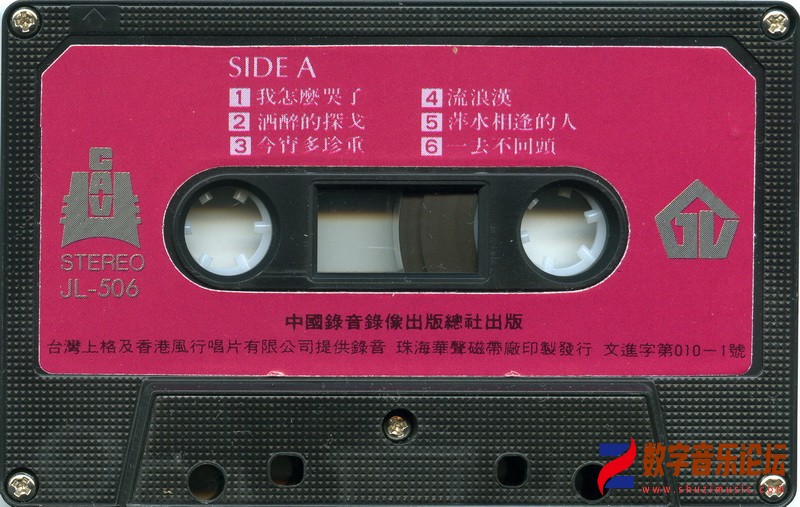 SIDE A
1 我怎麼哭了
2 酒醉的探戈
3 今宵多珍重
4 流浪漢
5 萍水相逢的人
6 一去不回頭
CAV
STEREO
JL-506
中國錄音錄像出版總社出版
台灣上格及香港風行唱片有限公司提供錄音 珠海華聲磁帶廠印製發行 文進字第010-1號
数字音乐论坛
www.shuzimusic.com